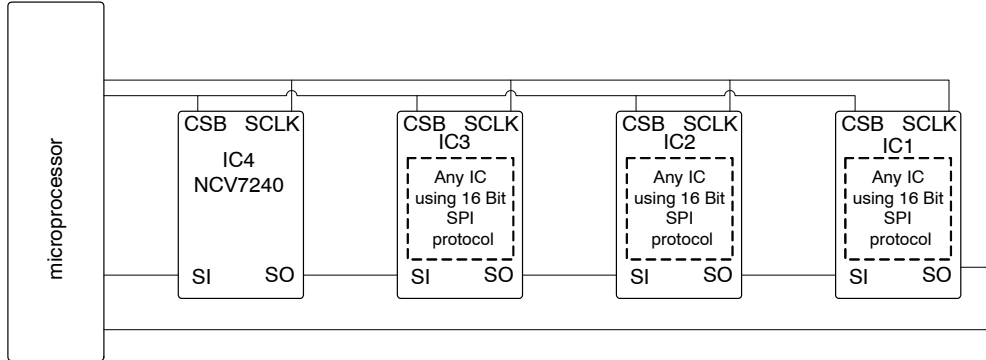 microprocessor
CSB SCLK
IC4
NCV7240
SI SO
CSB SCLK
IC3
Any IC
using 16 Bit
SPI
protocol
SI SO
CSB SCLK
IC2
Any IC
using 16 Bit
SPI
protocol
SI SO
CSB SCLK
IC1
Any IC
using 16 Bit
SPI
protocol
SI SO